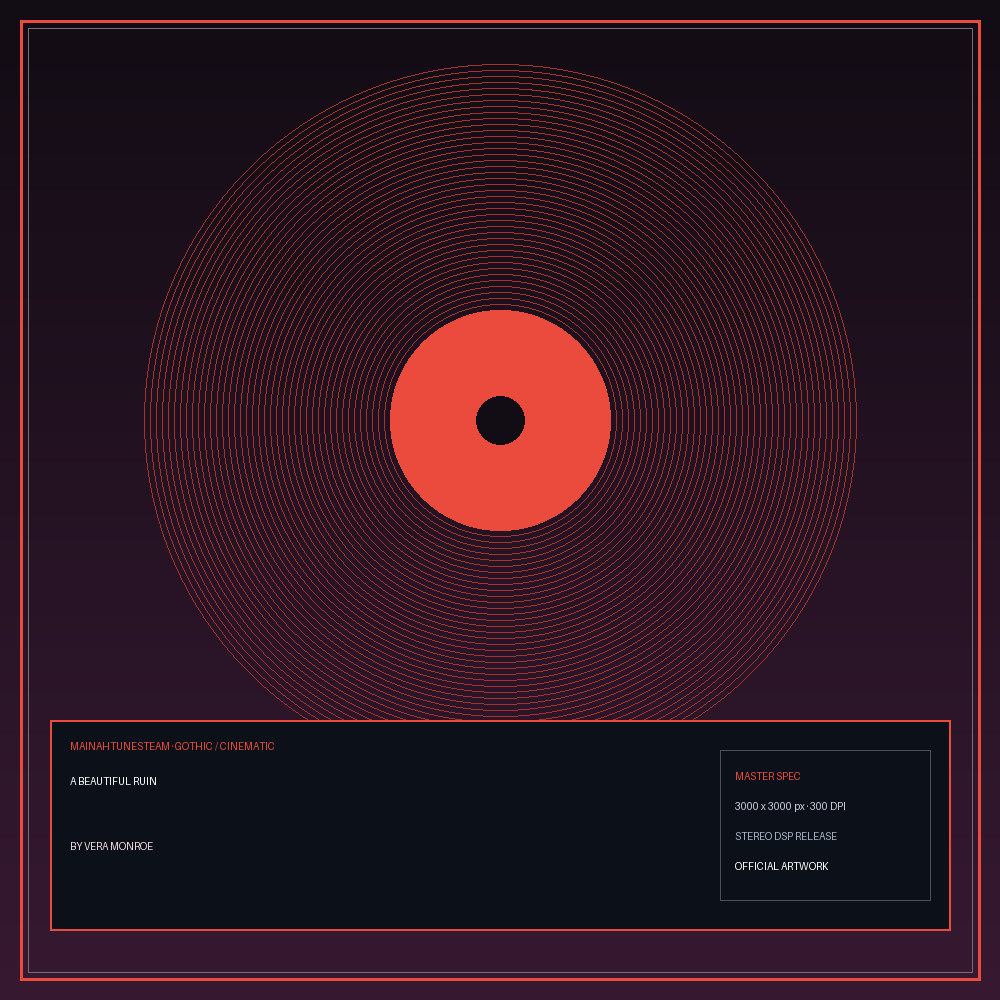 MAINAHTUNESTEAM · GOTHIC / CINEMATIC
A BEAUTIFUL RUIN
BY VERA MONROE
MASTER SPEC
3000 x 3000 px · 300 DPI
STEREO DSP RELEASE
OFFICIAL ARTWORK